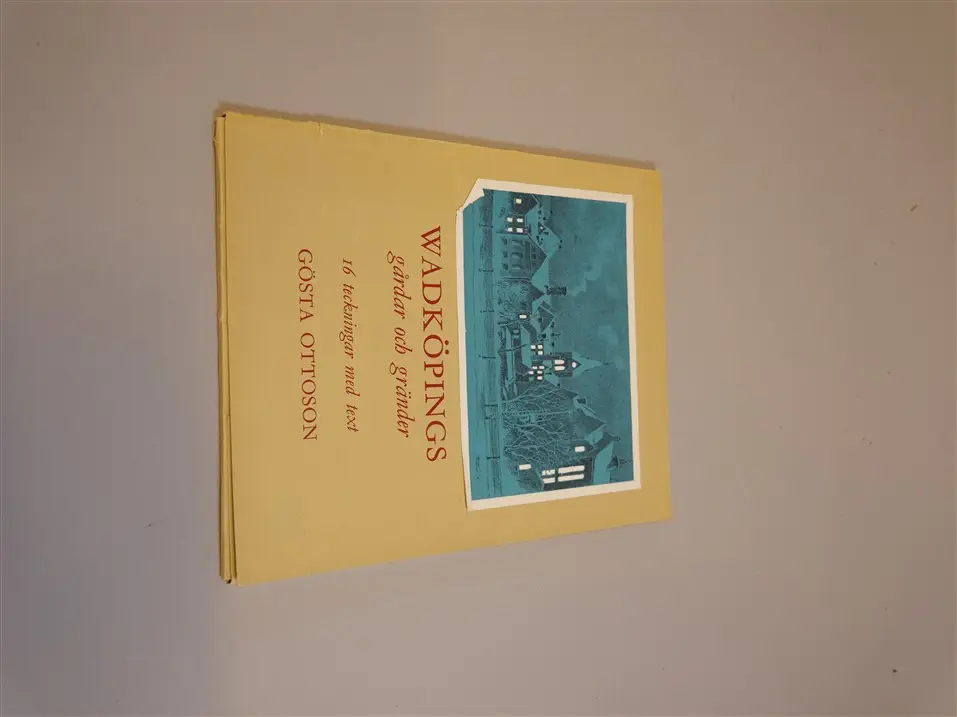 WADKÖPINGS
gårdar och gränder
16 teckningar med text
GÖSTA OTTOSON